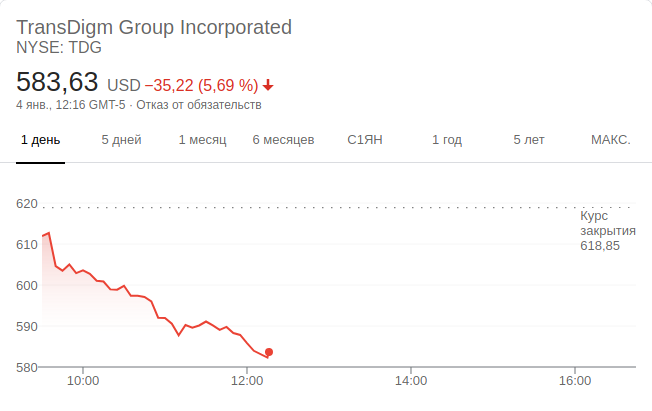 TransDigm Group Incorporated
NYSE: TDG
583,63 USD −35,22 (5,69 %)
4 янв., 12:16 GMT-5 · Отказ от обязательств
1 день 5 дней 1 месяц 6 месяцев С1ЯН 1 год 5 лет МАКС.
620
Курс
закрытия
618,85
610
600
590
580
10:00 12:00 14:00 16:00